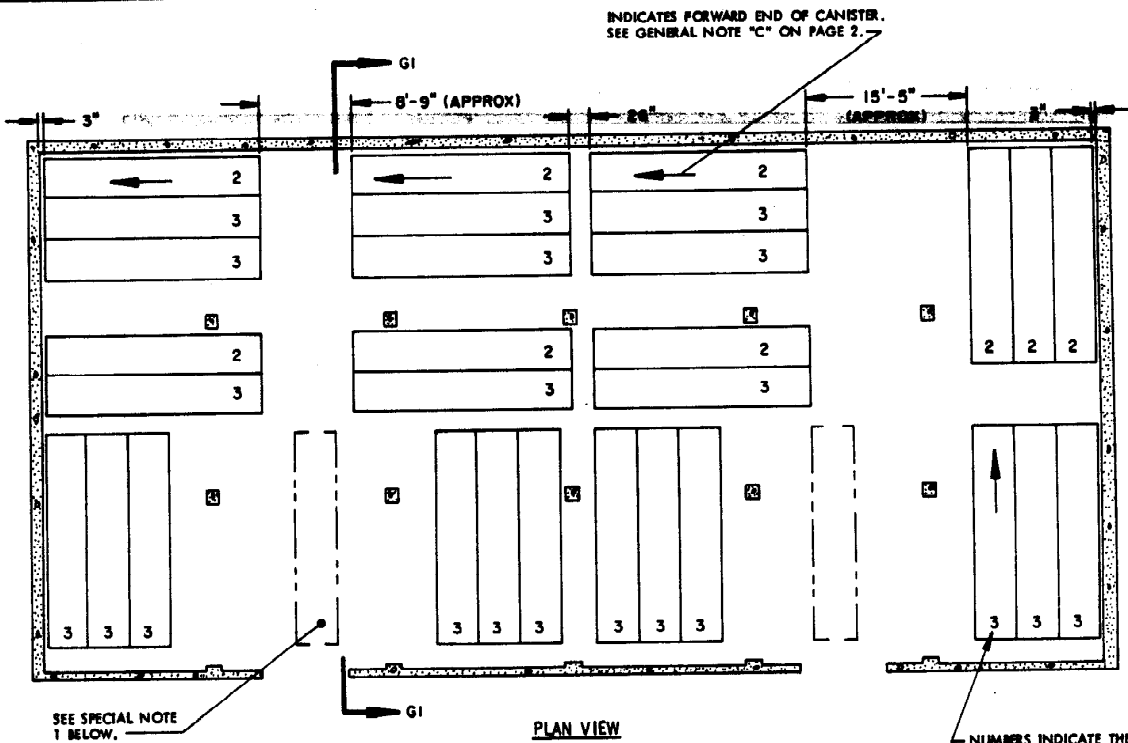 INDICATES FORWARD END OF CANISTER.
SEE GENERAL NOTE "C" ON PAGE 2.
G1
8'-9" (APPROX)
15'-5"
3"
(APPROX)
2 2 2
3 3 3
3 3 3
2 2 2
2 2 2
3 3 3
3 3 3 3 3 3 3 3 3 3 3 3
G1
SEE SPECIAL NOTE
1 BELOW.
PLAN VIEW
NUMBERS INDICATE THE